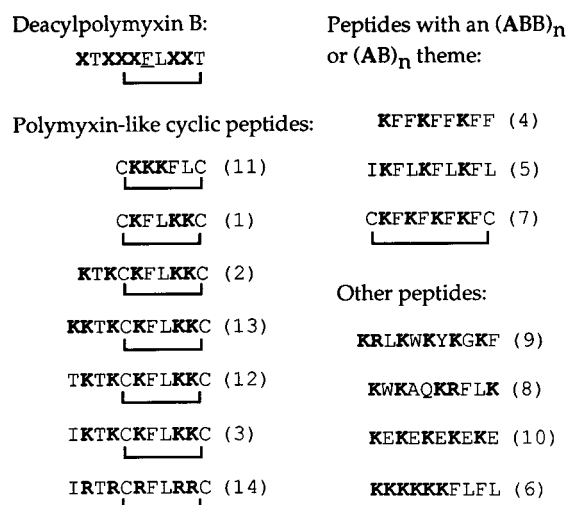 Deacylpolymyxin B:
XTXXXFLXXT
Polymyxin-like cyclic peptides:
CKKKFLC (11)
CKFLKKC (1)
KTKCKFLKKC (2)
KKTKCKFLKKC (13)
TKTKCKFLKKC (12)
IKTKCKFLKKC (3)
IRTRCRFLRRC (14)
Peptides with an (ABB)n
or (AB)n theme:
KFFKFFKFF (4)
IKFLKFLKFL (5)
CKFKFKFKFC (7)
Other peptides:
KRLKWKYKGKF (9)
KWKAQKRFLK (8)
KEKEKEKEKE (10)
KKKKKKFLFL (6)